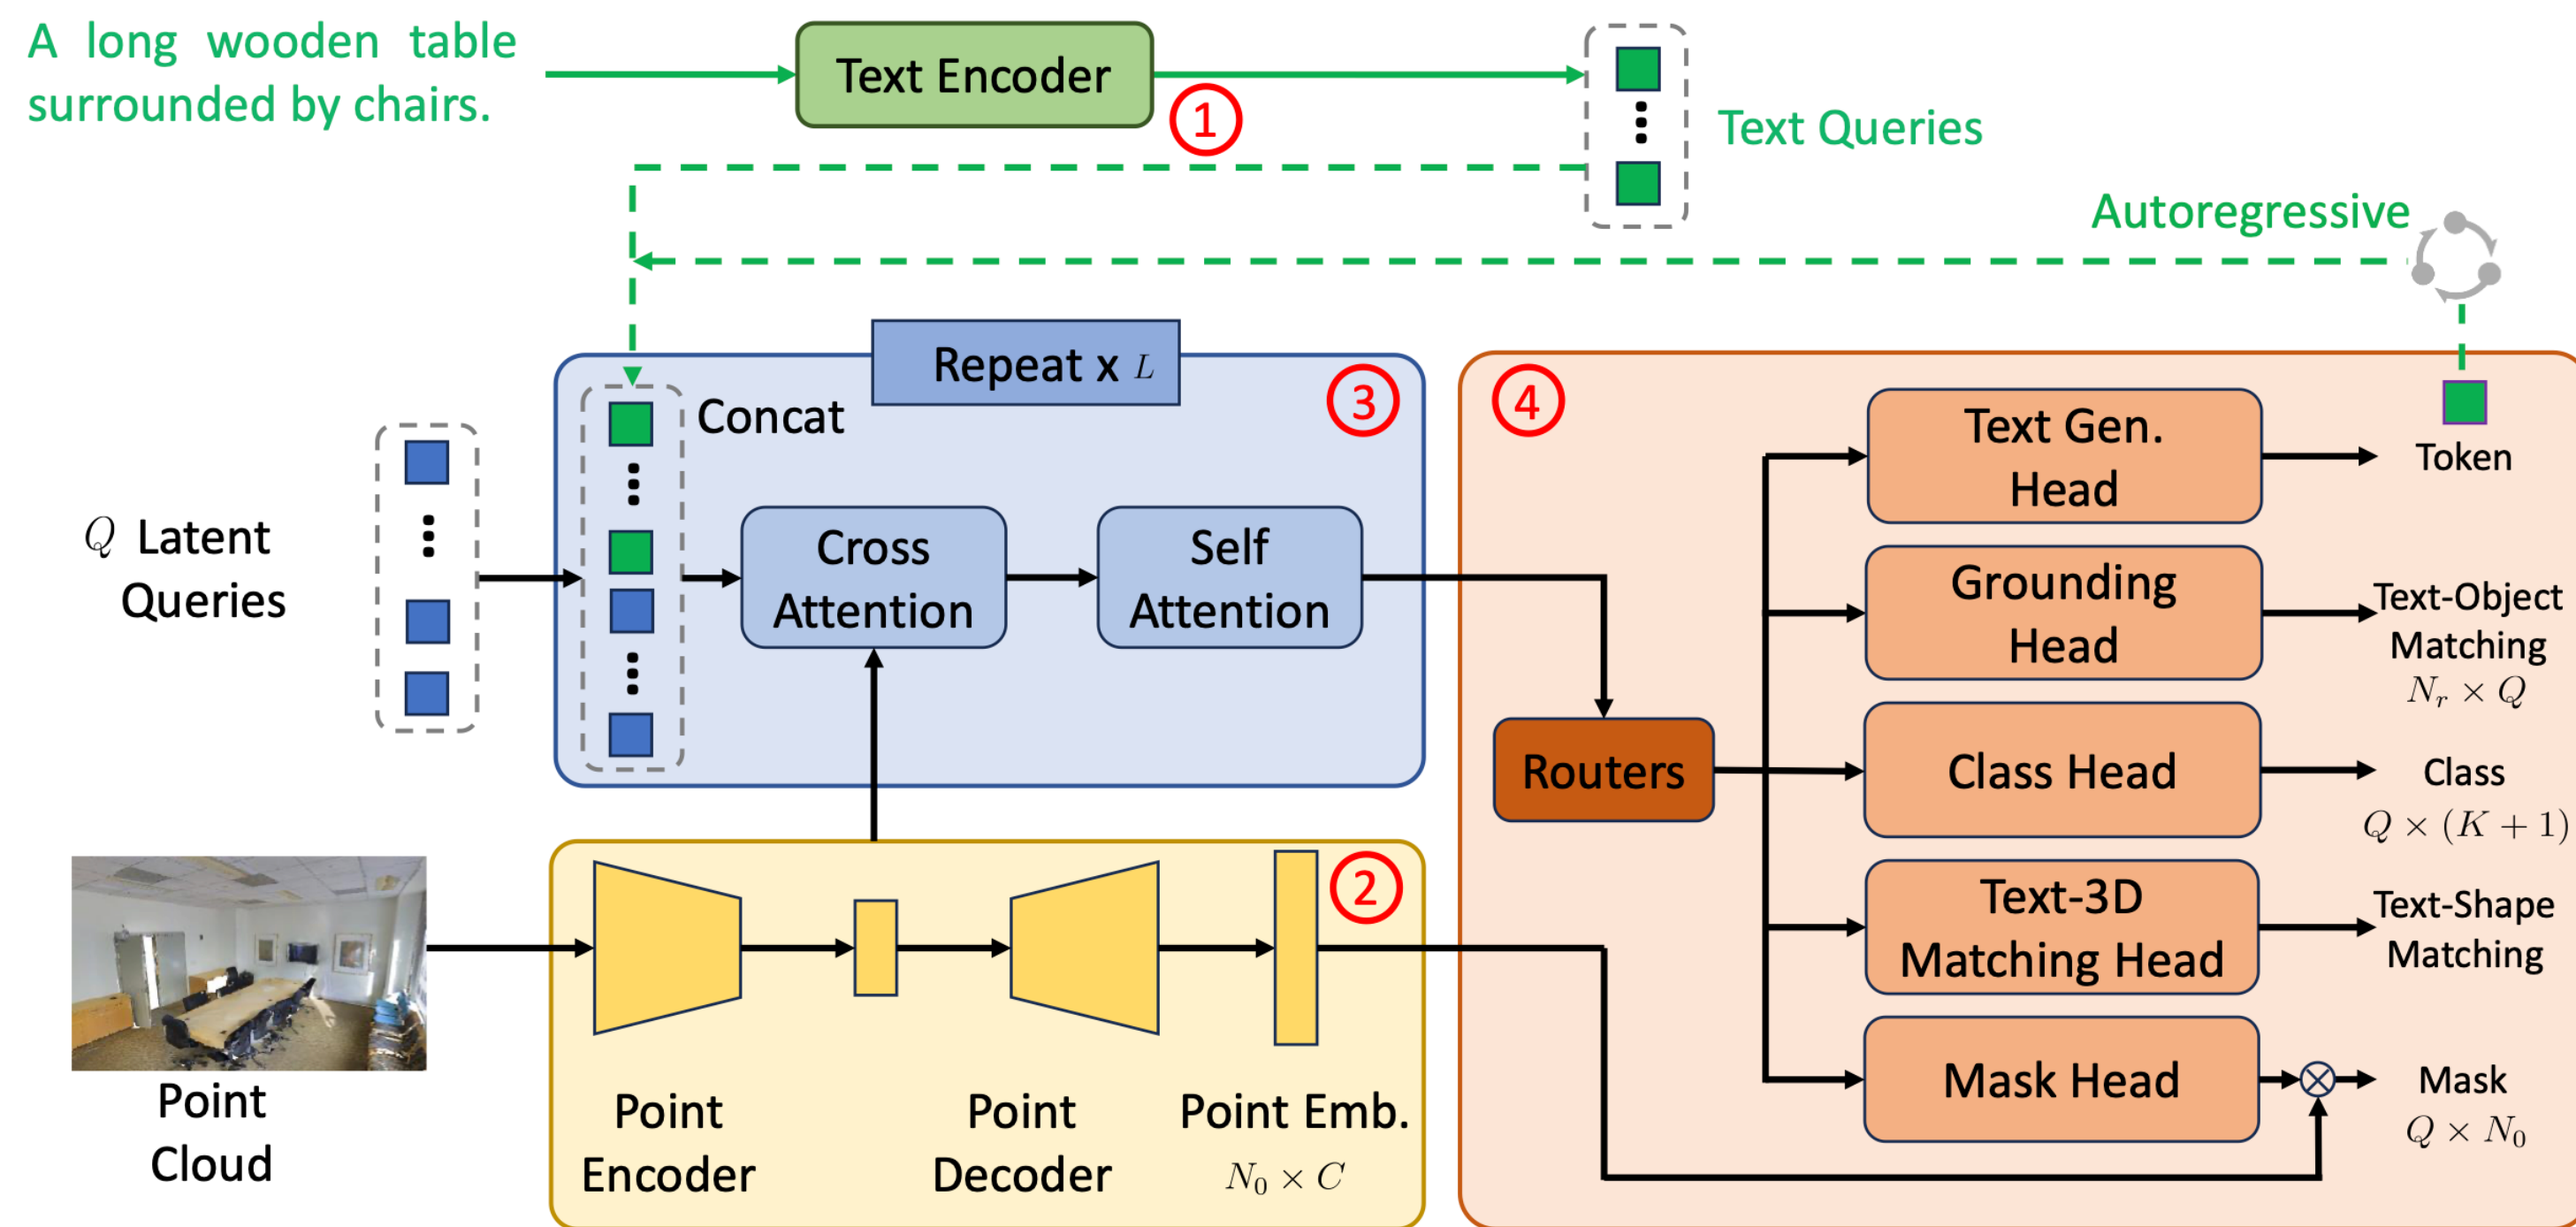 A long wooden table
surrounded by chairs.
Text Encoder
①
Text Queries
Autoregressive
Repeat x L
③
Concat
Q Latent
Queries
Cross
Attention
Self
Attention
④
Routers
Text Gen.
Head
Token
Grounding
Head
Text-Object
Matching
N_r × Q
Class Head
Class
Q × (K + 1)
Text-3D
Matching Head
Text-Shape
Matching
Mask Head
Mask
Q × N_0
②
Point
Cloud
Point
Encoder
Point
Decoder
Point Emb.
N_0 × C